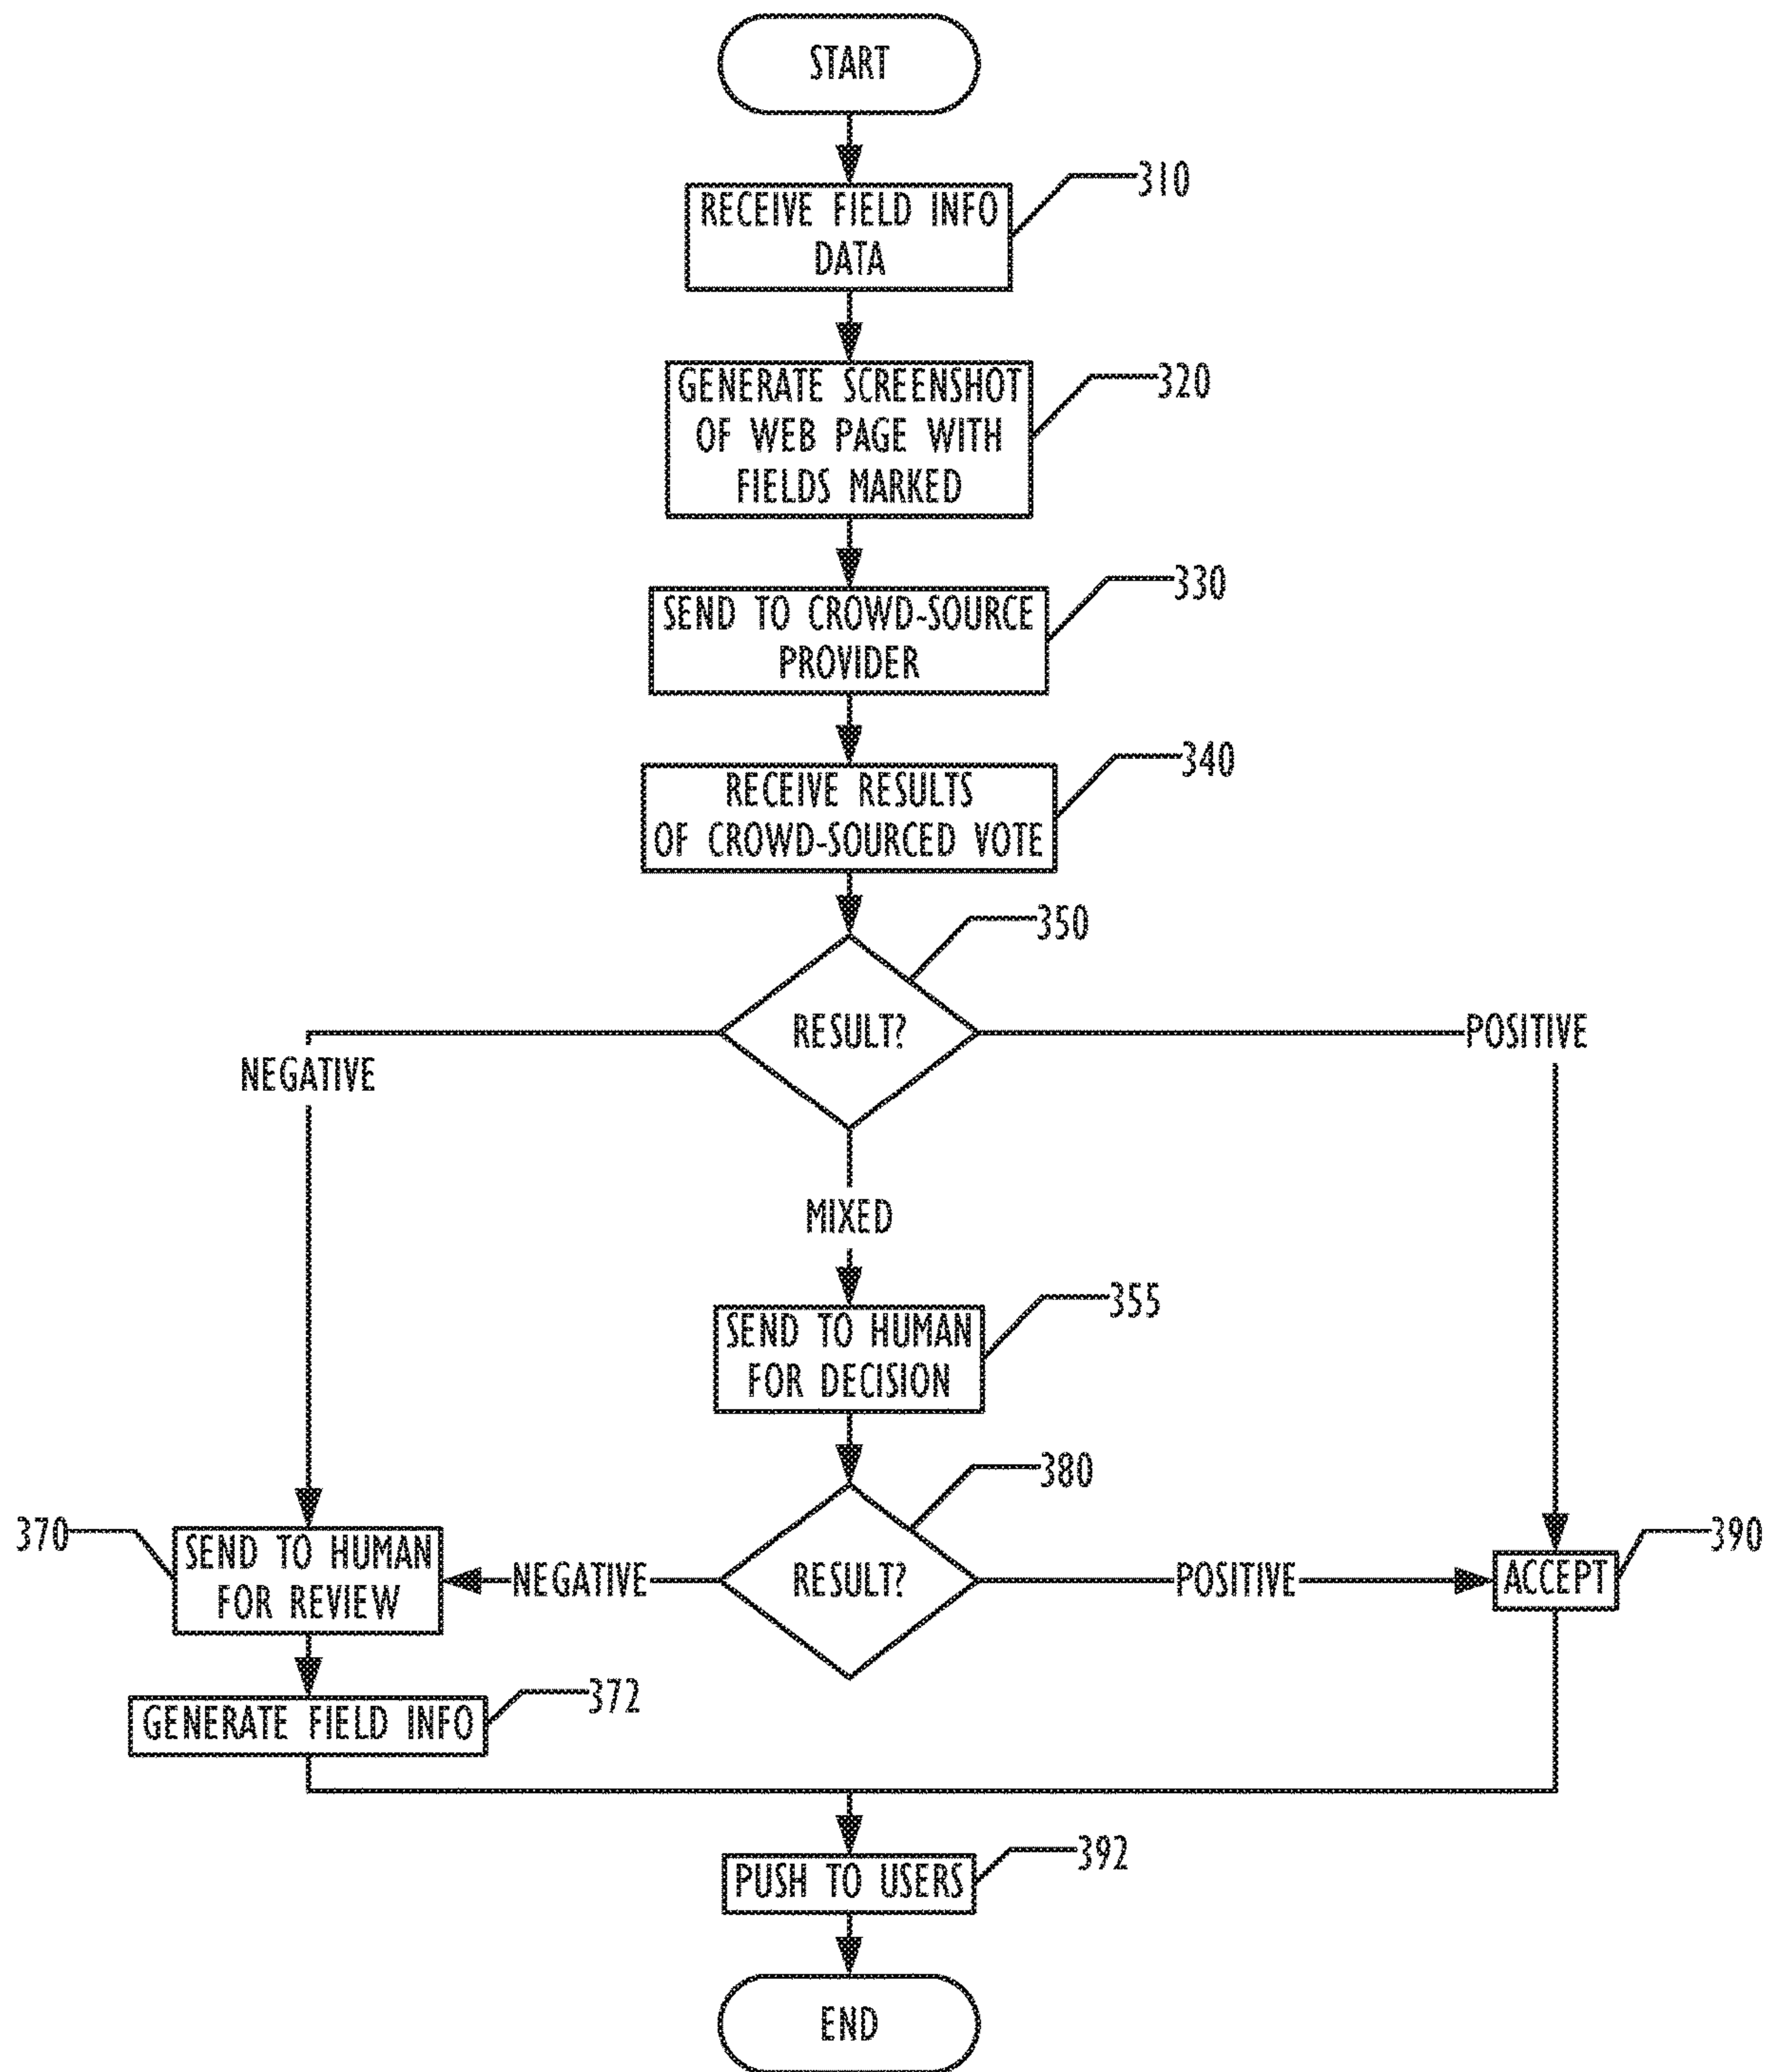 START
310
RECEIVE FIELD INFO
DATA
320
GENERATE SCREENSHOT
OF WEB PAGE WITH
FIELDS MARKED
330
SEND TO CROWD-SOURCE
PROVIDER
340
RECEIVE RESULTS
OF CROWD-SOURCED VOTE
350
RESULT?
POSITIVE
NEGATIVE
MIXED
355
SEND TO HUMAN
FOR DECISION
380
370
SEND TO HUMAN
FOR REVIEW
NEGATIVE
RESULT?
POSITIVE
ACCEPT
390
372
GENERATE FIELD INFO
392
PUSH TO USERS
END